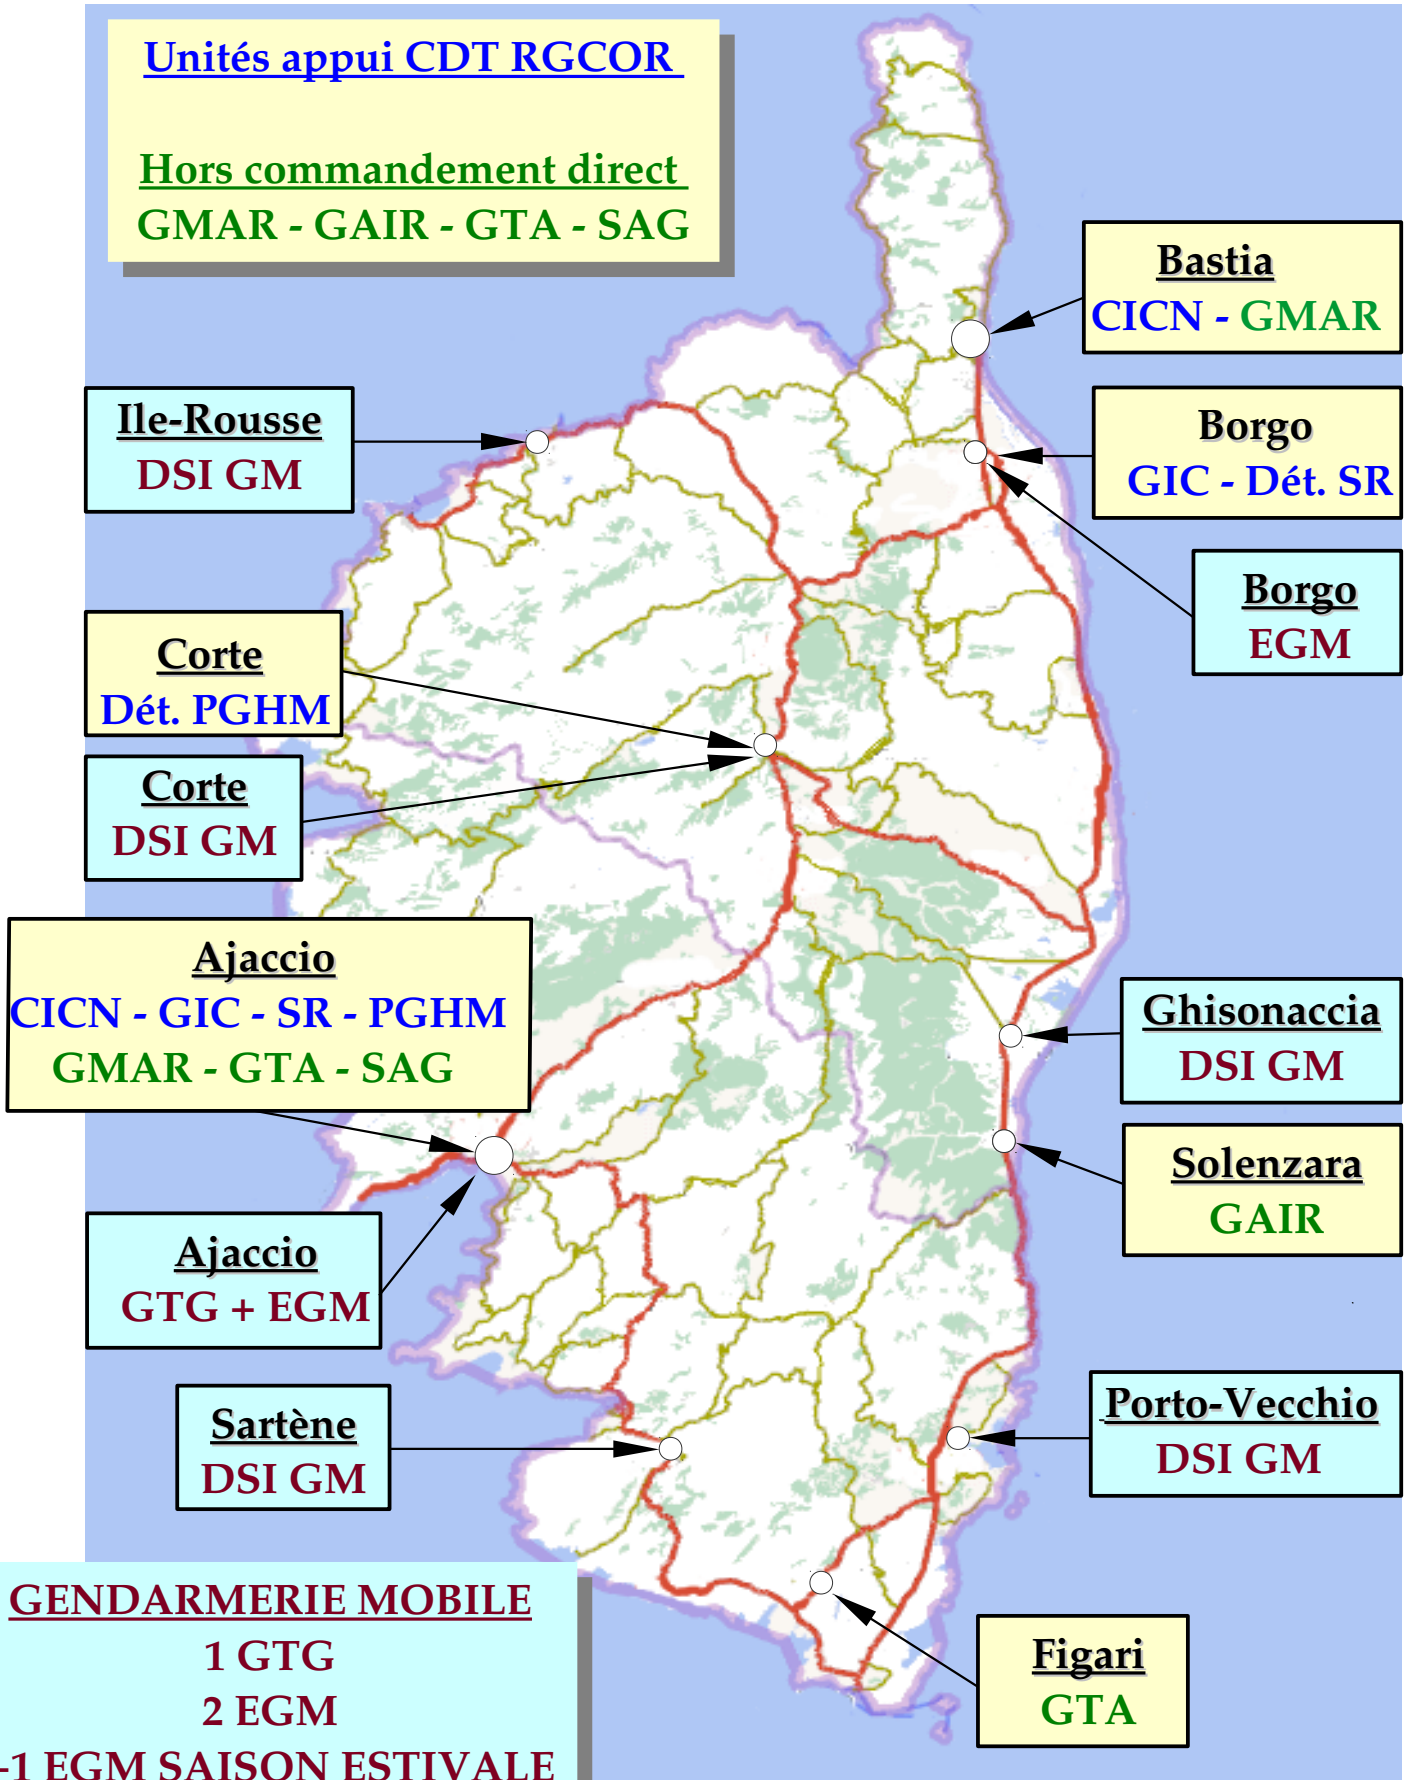 Unités appui CDT RGCOR
Hors commandement direct
GMAR - GAIR - GTA - SAG
Bastia
CICN - GMAR
Ile-Rousse
DSI GM
Borgo
GIC - Dét. SR
Borgo
EGM
Corte
Dét. PGHM
Corte
DSI GM
Ajaccio
CICN - GIC - SR - PGHM
GMAR - GTA - SAG
Ghisonaccia
DSI GM
Solenzara
GAIR
Ajaccio
GTG + EGM
Sartène
DSI GM
Porto-Vecchio
DSI GM
GENDARMERIE MOBILE
1 GTG
2 EGM
-1 EGM SAISON ESTIVALE
Figari
GTA